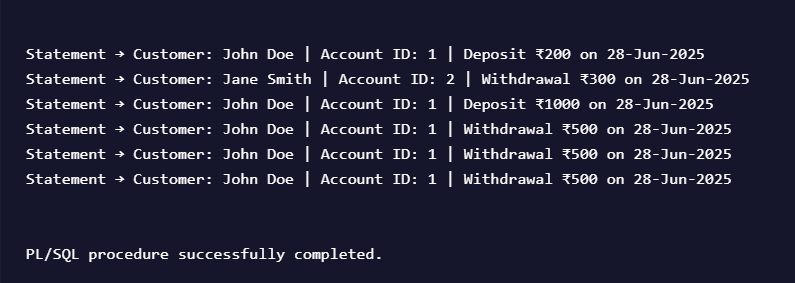 Statement → Customer: John Doe | Account ID: 1 | Deposit ₹200 on 28-Jun-2025
Statement → Customer: Jane Smith | Account ID: 2 | Withdrawal ₹300 on 28-Jun-2025
Statement → Customer: John Doe | Account ID: 1 | Deposit ₹1000 on 28-Jun-2025
Statement → Customer: John Doe | Account ID: 1 | Withdrawal ₹500 on 28-Jun-2025
Statement → Customer: John Doe | Account ID: 1 | Withdrawal ₹500 on 28-Jun-2025
Statement → Customer: John Doe | Account ID: 1 | Withdrawal ₹500 on 28-Jun-2025
PL/SQL procedure successfully completed.